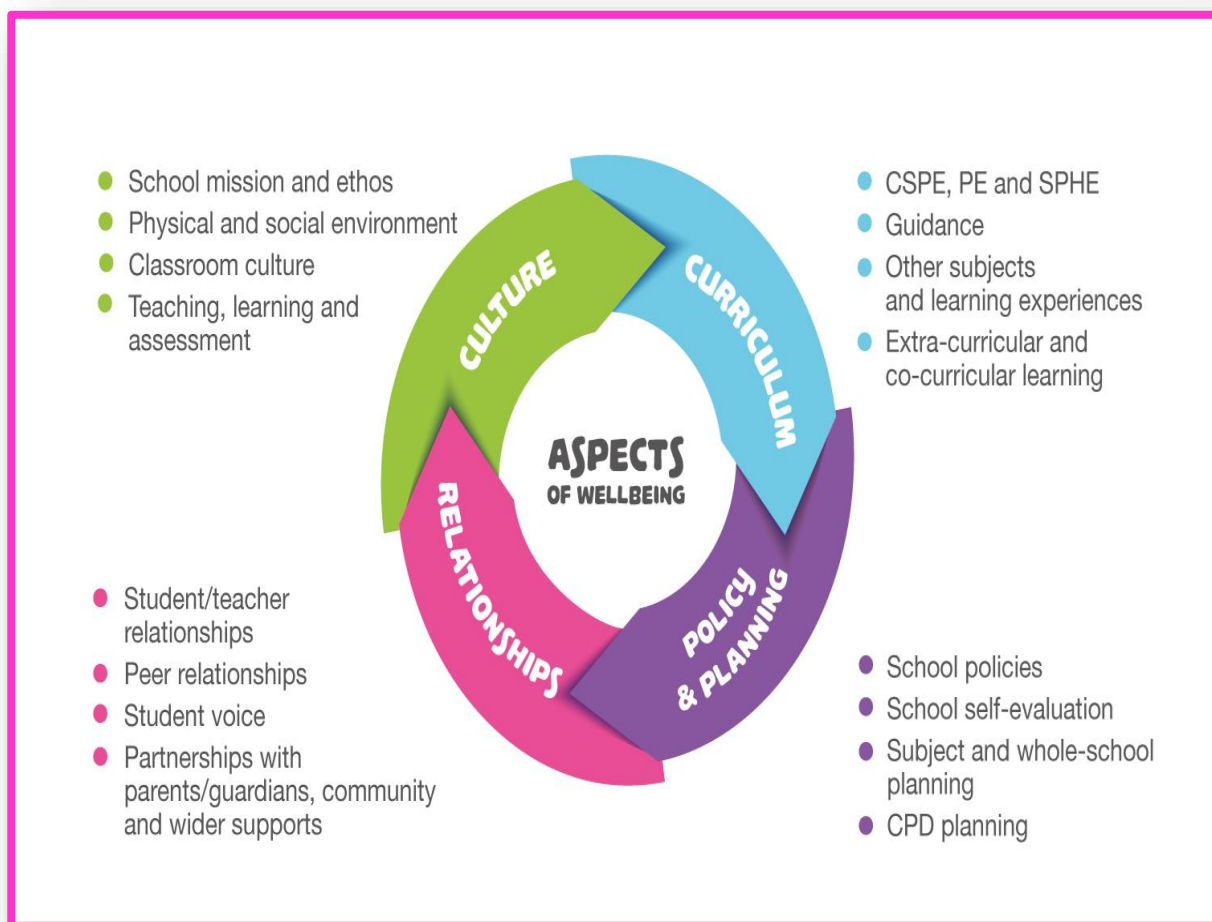 School mission and ethos
Physical and social environment
Classroom culture
Teaching, learning and
assessment
CULTURE
CURRICULUM
CSPE, PE and SPHE
Guidance
Other subjects
and learning experiences
Extra-curricular and
co-curricular learning
ASPECTS
OF WELLBEING
RELATIONSHIPS
POLICY
& PLANNING
Student/teacher
relationships
Peer relationships
Student voice
Partnerships with
parents/guardians, community
and wider supports
School policies
School self-evaluation
Subject and whole-school
planning
CPD planning